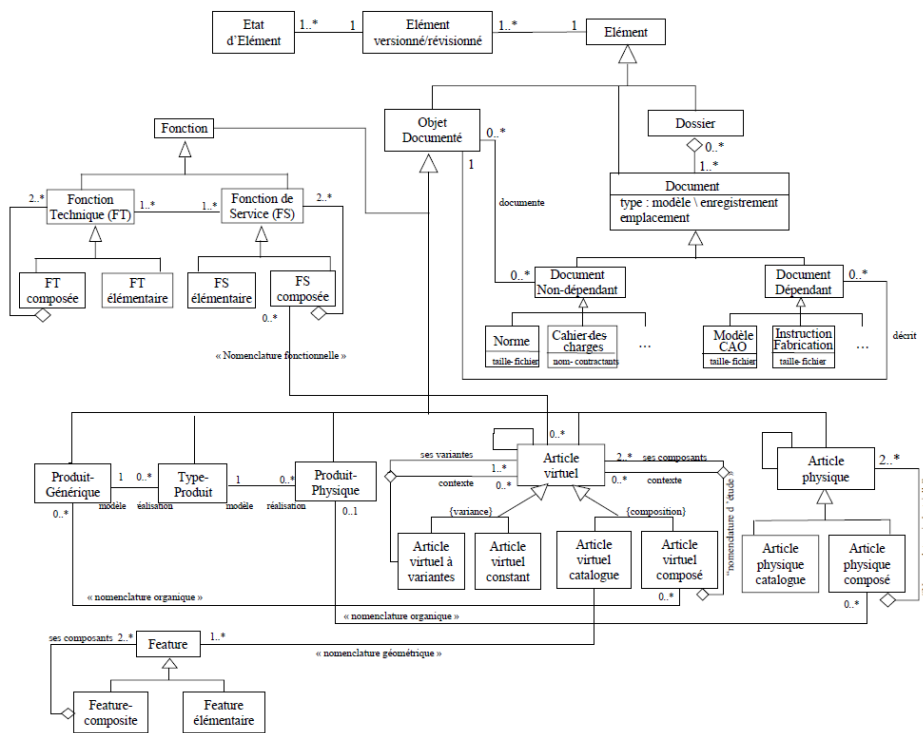 Etat
d'Elément
1..*
1
Elément
versionné/révisionné
1..*
1
Elément
Fonction
Objet
Documenté
0..*
1
Dossier
0..*
1..*
Document
type : modèle \ enregistrement
emplacement
2..*
Fonction
Technique (FT)
1..*
1..*
Fonction de
Service (FS)
2..*
documente
FT
composée
FT
élémentaire
FS
élémentaire
FS
composée
0..*
0..*
Document
Non-dépendant
Document
Dépendant
0..*
Norme
taille-fichier
Cahier-des
charges
nom- contractants
...
Modèle
CAO
taille-fichier
Instruction
Fabrication
taille-fichier
...
décrit
« Nomenclature fonctionnelle »
Produit-
Générique
0..*
1
modèle
0..*
éalisation
Type-
Produit
1
modèle
0..*
réalisation
Produit-
Physique
0..1
ses variantes
1..*
contexte
0..*
0..*
Article
virtuel
2..*
ses composants
0..*
contexte
Article
physique
2..*
{variance}
{composition}
"nomenclature d 'étude »
Article
virtuel à
variantes
Article
virtuel
constant
Article
virtuel
catalogue
Article
virtuel
composé
0..*
Article
physique
catalogue
Article
physique
composé
0..*
« nomenclature organique »
« nomenclature organique »
ses composants
2..*
Feature
1..*
« nomenclature géométrique »
Feature-
composite
Feature
élémentaire